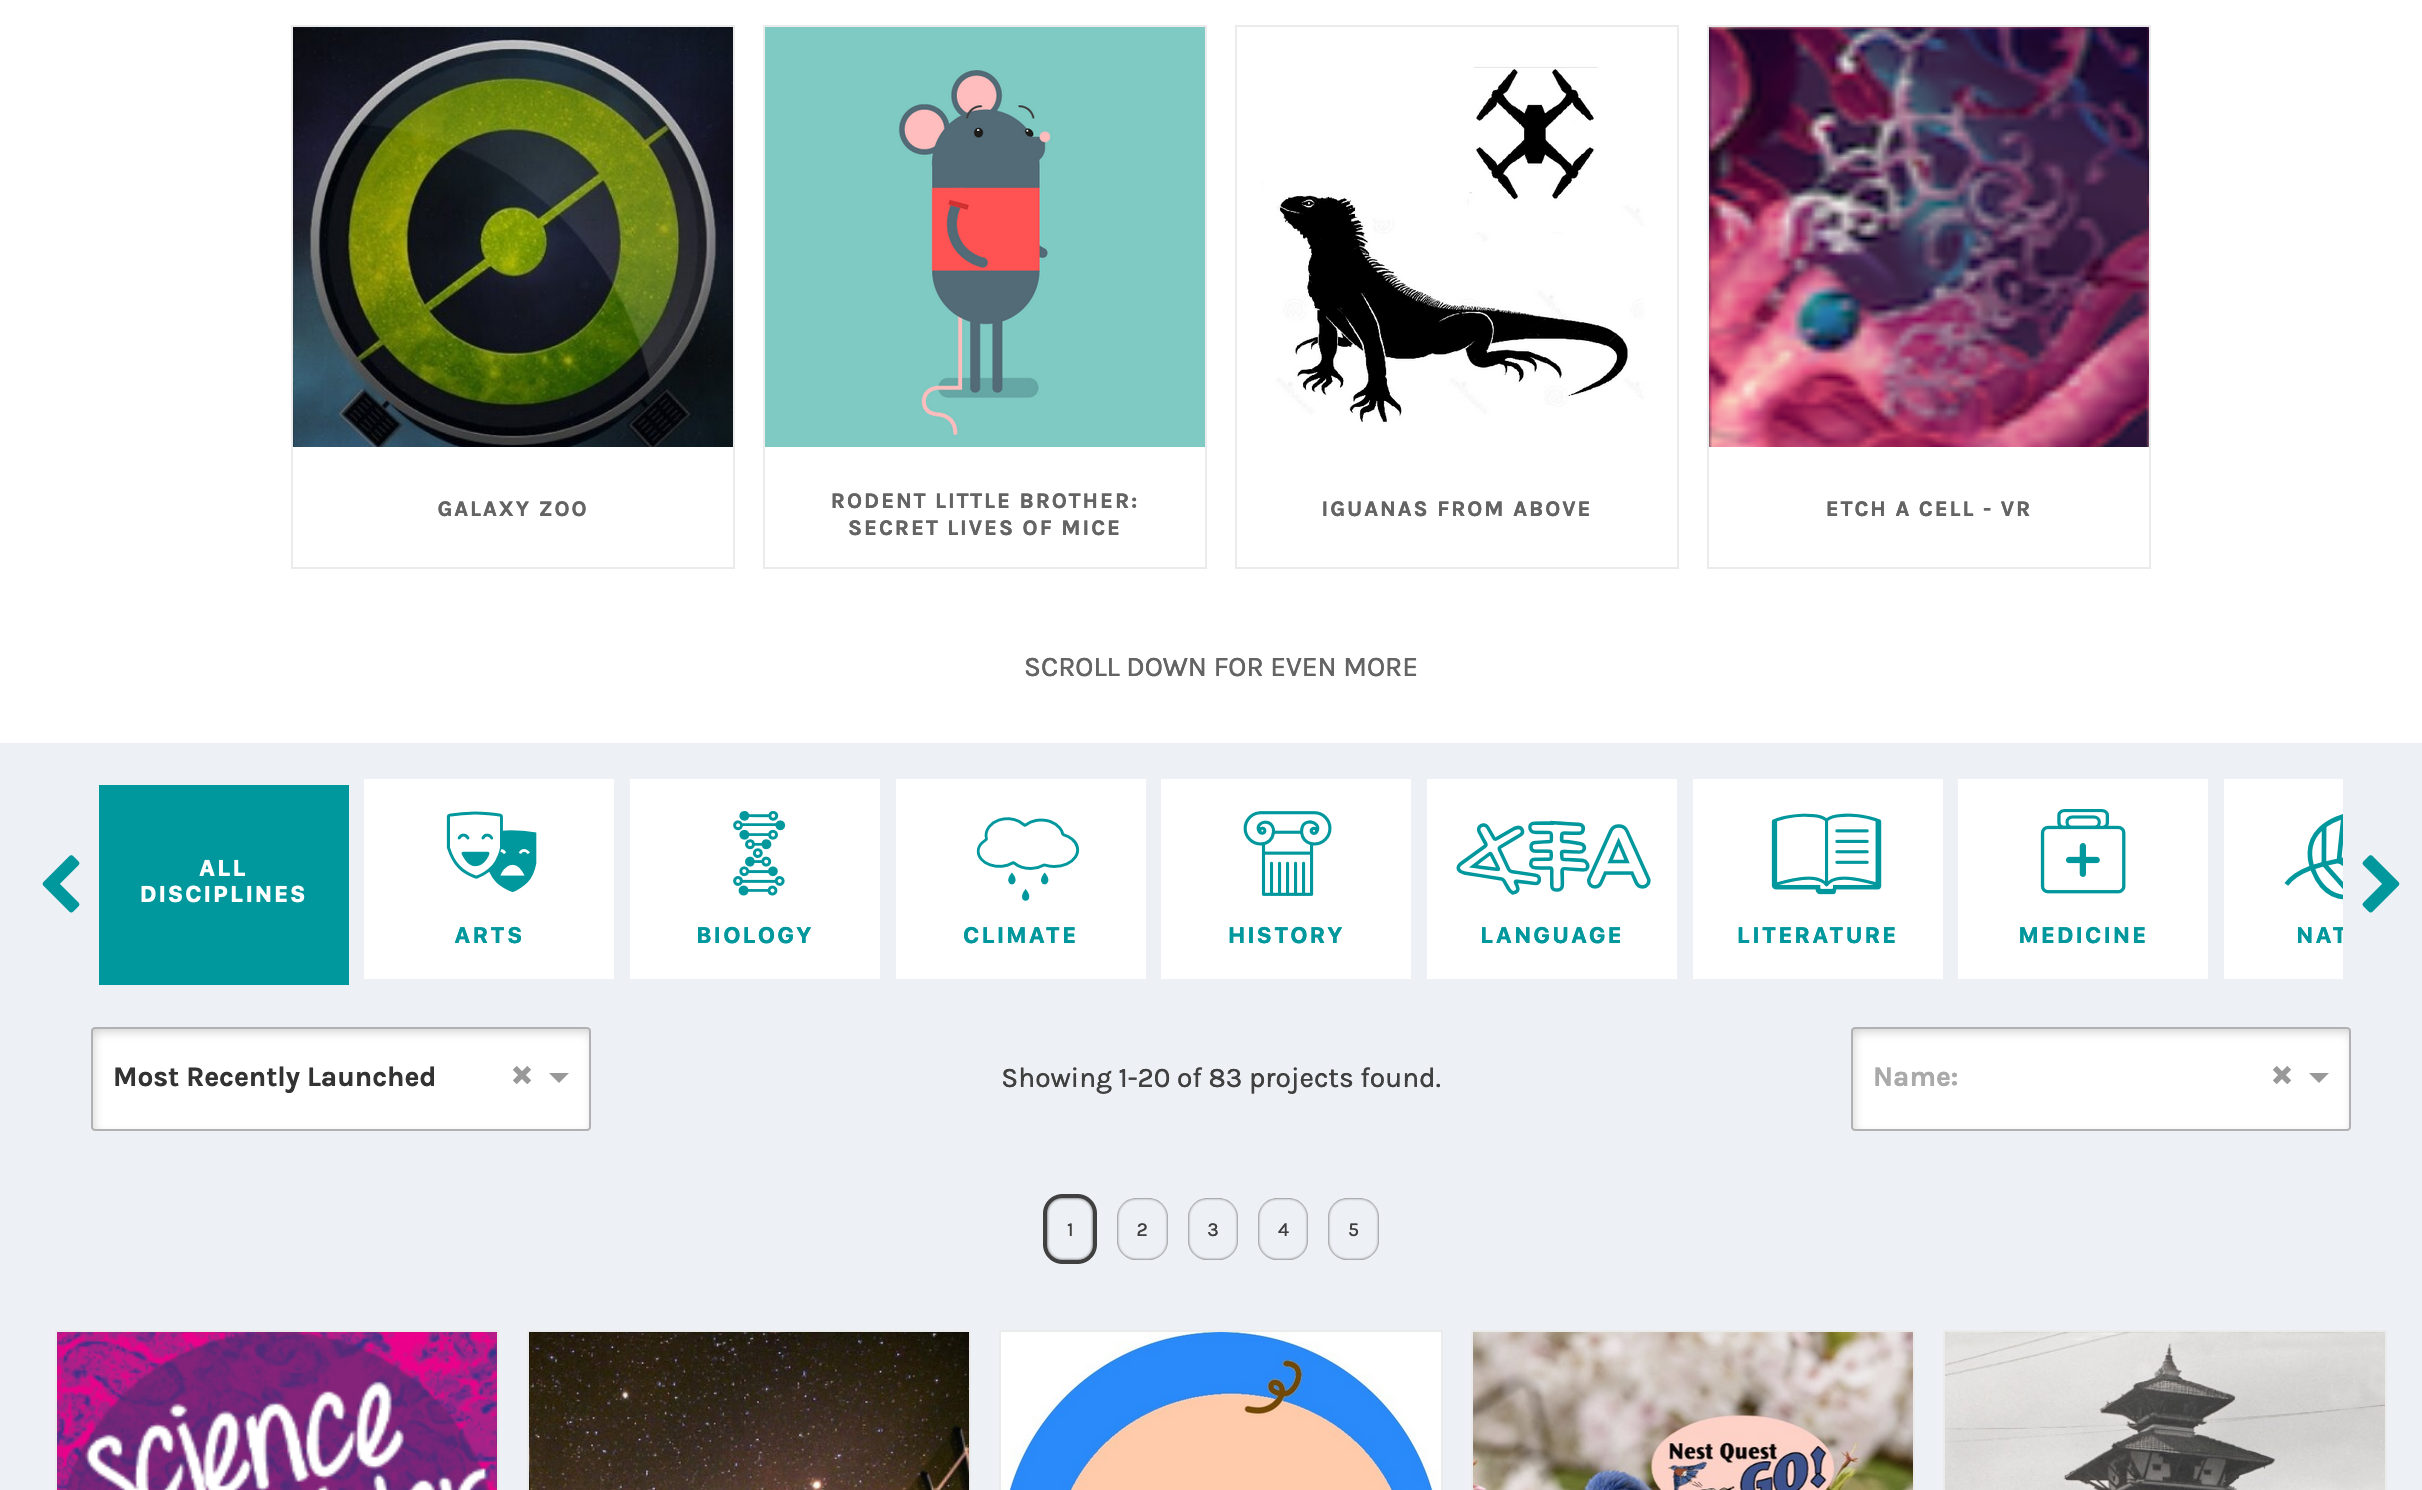 GALAXY ZOO
RODENT LITTLE BROTHER:
SECRET LIVES OF MICE
IGUANAS FROM ABOVE
ETCH A CELL - VR
SCROLL DOWN FOR EVEN MORE
ALL
DISCIPLINES
ARTS
BIOLOGY
CLIMATE
HISTORY
LANGUAGE
LITERATURE
MEDICINE
NAT
Most Recently Launched
Showing 1-20 of 83 projects found.
Name:
1
2
3
4
5
science
Nest Quest
GO!